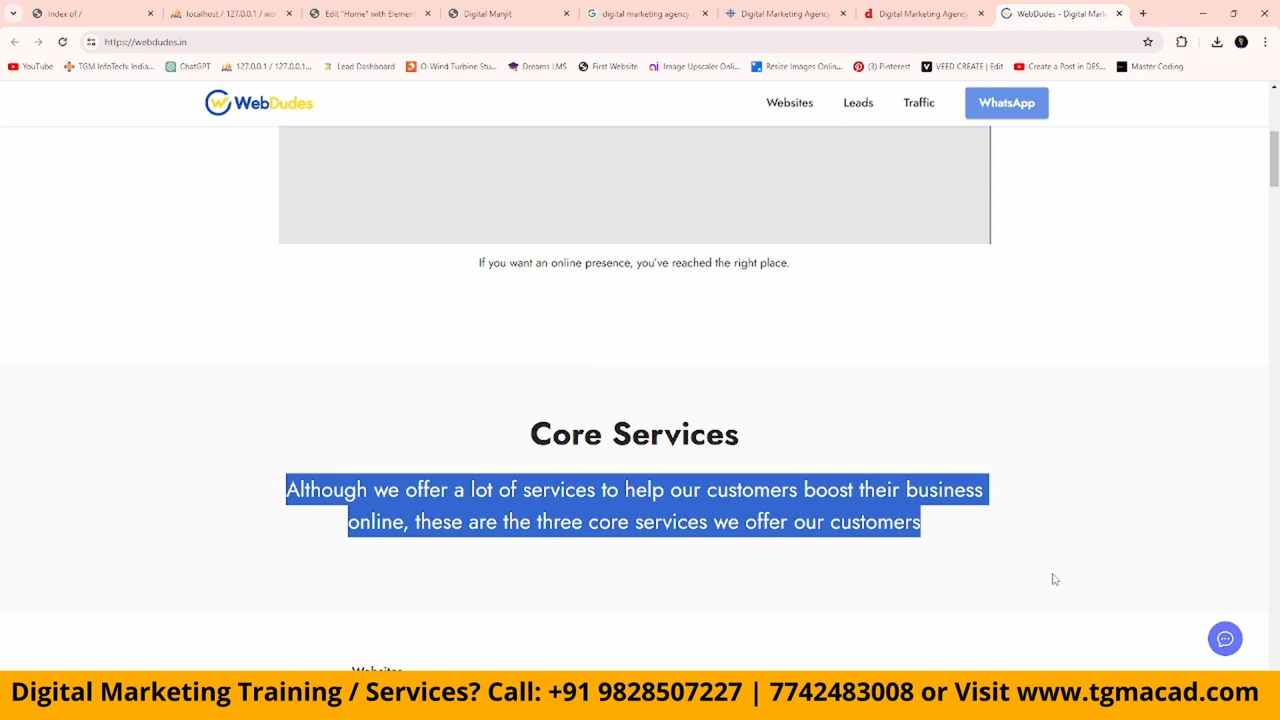 Index of /
localhost / 127.0.0.1 / wor
Edit "Home" with Elemen
Digital Manjit
digital marketing agency
Digital Marketing Agency
Digital Marketing Agency
WebDudes - Digital Mark
https://webdudes.in
YouTube
TGM InfoTech: India...
ChatGPT
127.0.0.1 / 127.0.0.1...
Lead Dashboard
O-Wind Turbine Stu...
Dreams LMS
First Website
Image Upscaler Onli...
Resize Images Onlin...
(3) Pinterest
VEED CREATE | Edit
Create a Post in DES...
Master Coding
WebDudes
Websites
Leads
Traffic
WhatsApp
If you want an online presence, you've reached the right place.
Core Services
Although we offer a lot of services to help our customers boost their business
online, these are the three core services we offer our customers
Websites
Digital Marketing Training / Services? Call: +91 9828507227 | 7742483008 or Visit www.tgmacad.com